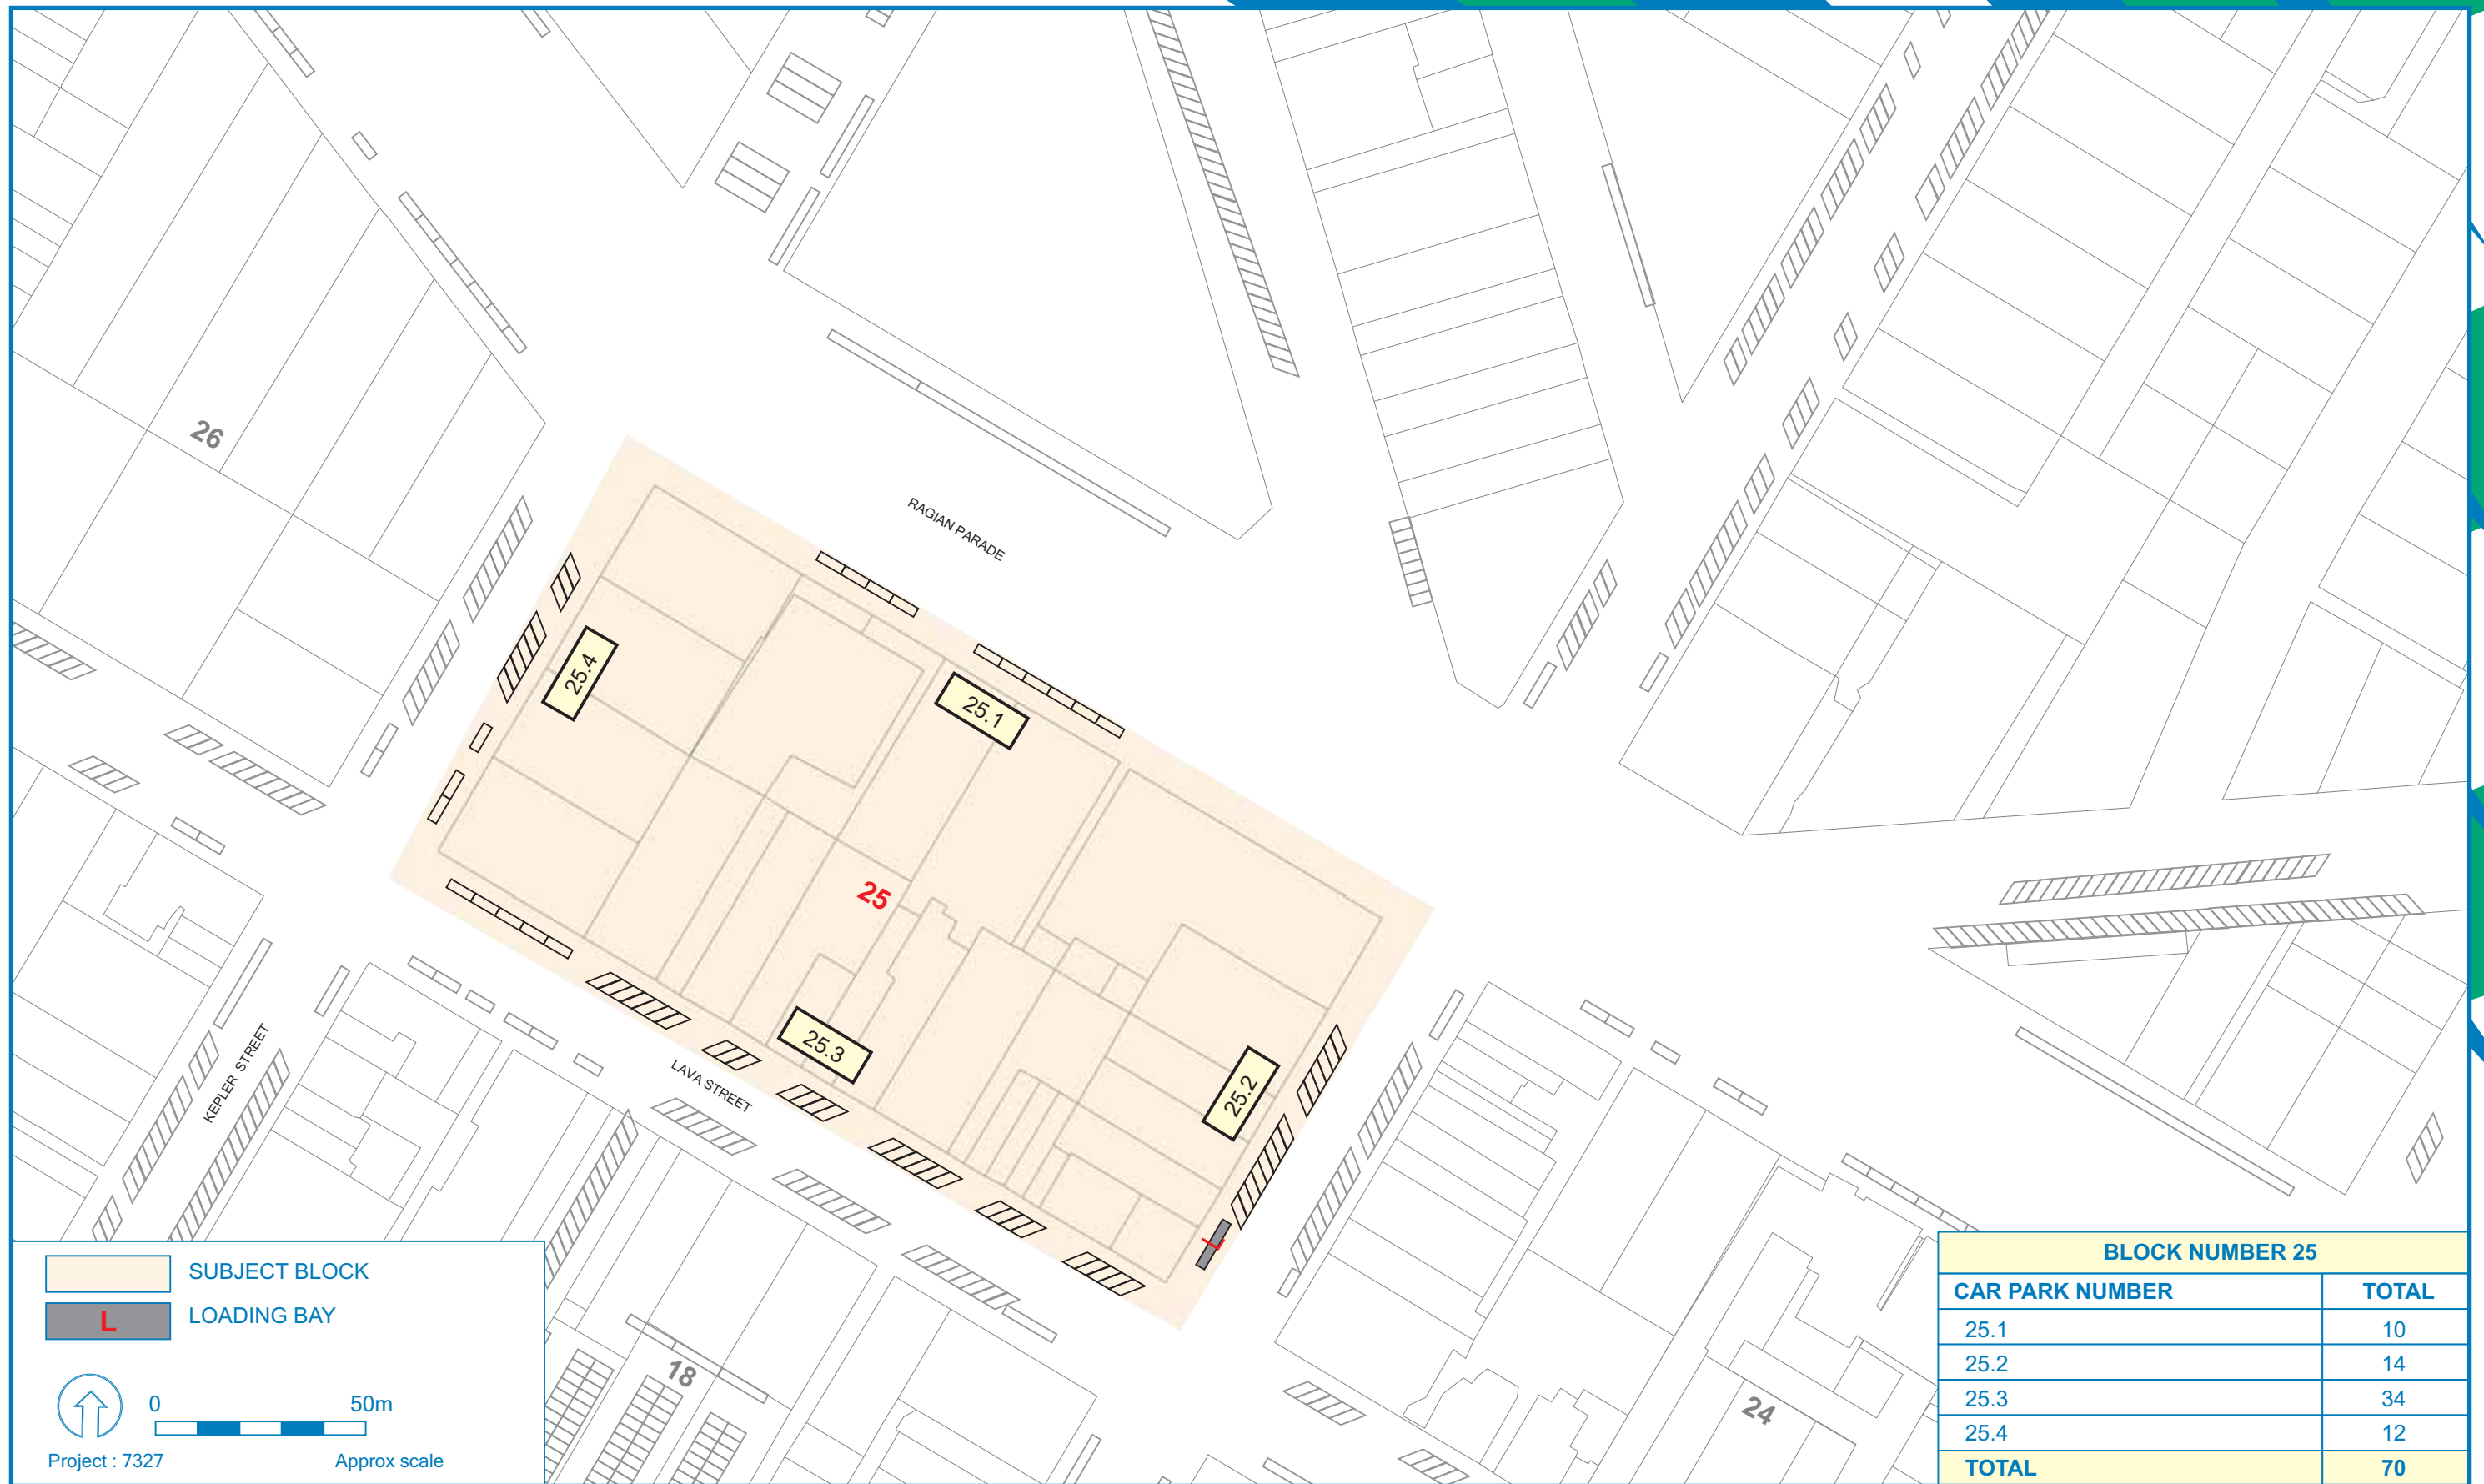 26
RAGIAN PARADE
25.4
25.1
25
25.3
25.2
L
LAVA STREET
KEPLER STREET
18
24
SUBJECT BLOCK
L
LOADING BAY
0 50m
Project : 7327 Approx scale
BLOCK NUMBER 25
CAR PARK NUMBER TOTAL
25.1 10
25.2 14
25.3 34
25.4 12
TOTAL 70